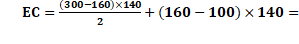 EC = (300−160)×140 / 2 + (160 − 100) × 140 =